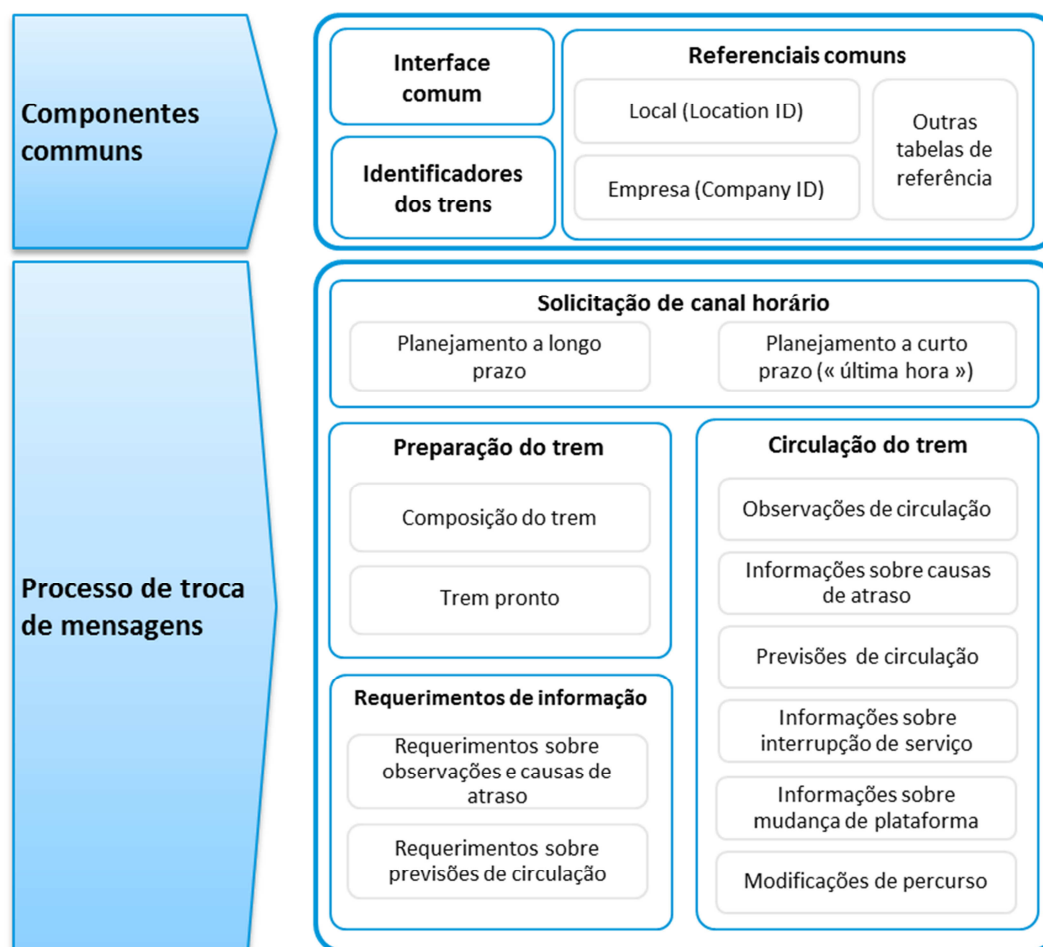 Componentes
communs
Interface
comum
Identificadores
dos trens
Referenciais comuns
Local (Location ID)
Empresa (Company ID)
Outras
tabelas de
referência
Processo de troca
de mensagens
Solicitação de canal horário
Planejamento a longo
prazo
Planejamento a curto
prazo (« última hora »)
Preparação do trem
Composição do trem
Trem pronto
Requerimentos de informação
Requerimentos sobre
observações e causas de
atraso
Requerimentos sobre
previsões de circulação
Circulação do trem
Observações de circulação
Informações sobre causas
de atraso
Previsões de circulação
Informações sobre
interrupção de serviço
Informações sobre
mudança de plataforma
Modificações de percurso